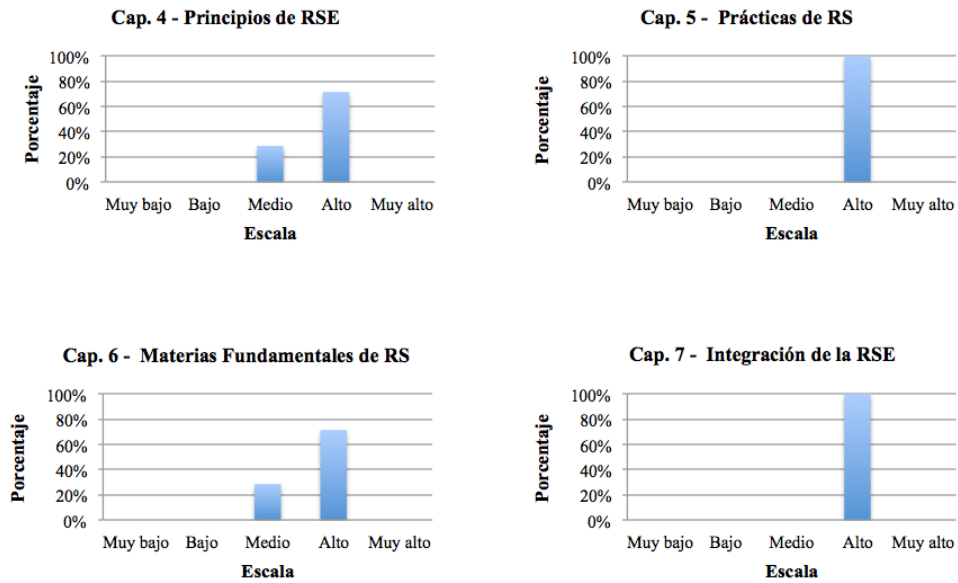 Cap. 4 - Principios de RSE
100%
80%
60%
40%
20%
0%
Porcentaje
Muy bajo Bajo Medio Alto Muy alto
Escala
Cap. 5 - Prácticas de RS
100%
80%
60%
40%
20%
0%
Porcentaje
Muy bajo Bajo Medio Alto Muy alto
Escala
Cap. 6 - Materias Fundamentales de RS
100%
80%
60%
40%
20%
0%
Porcentaje
Muy bajo Bajo Medio Alto Muy alto
Escala
Cap. 7 - Integración de la RSE
100%
80%
60%
40%
20%
0%
Porcentaje
Muy bajo Bajo Medio Alto Muy alto
Escala